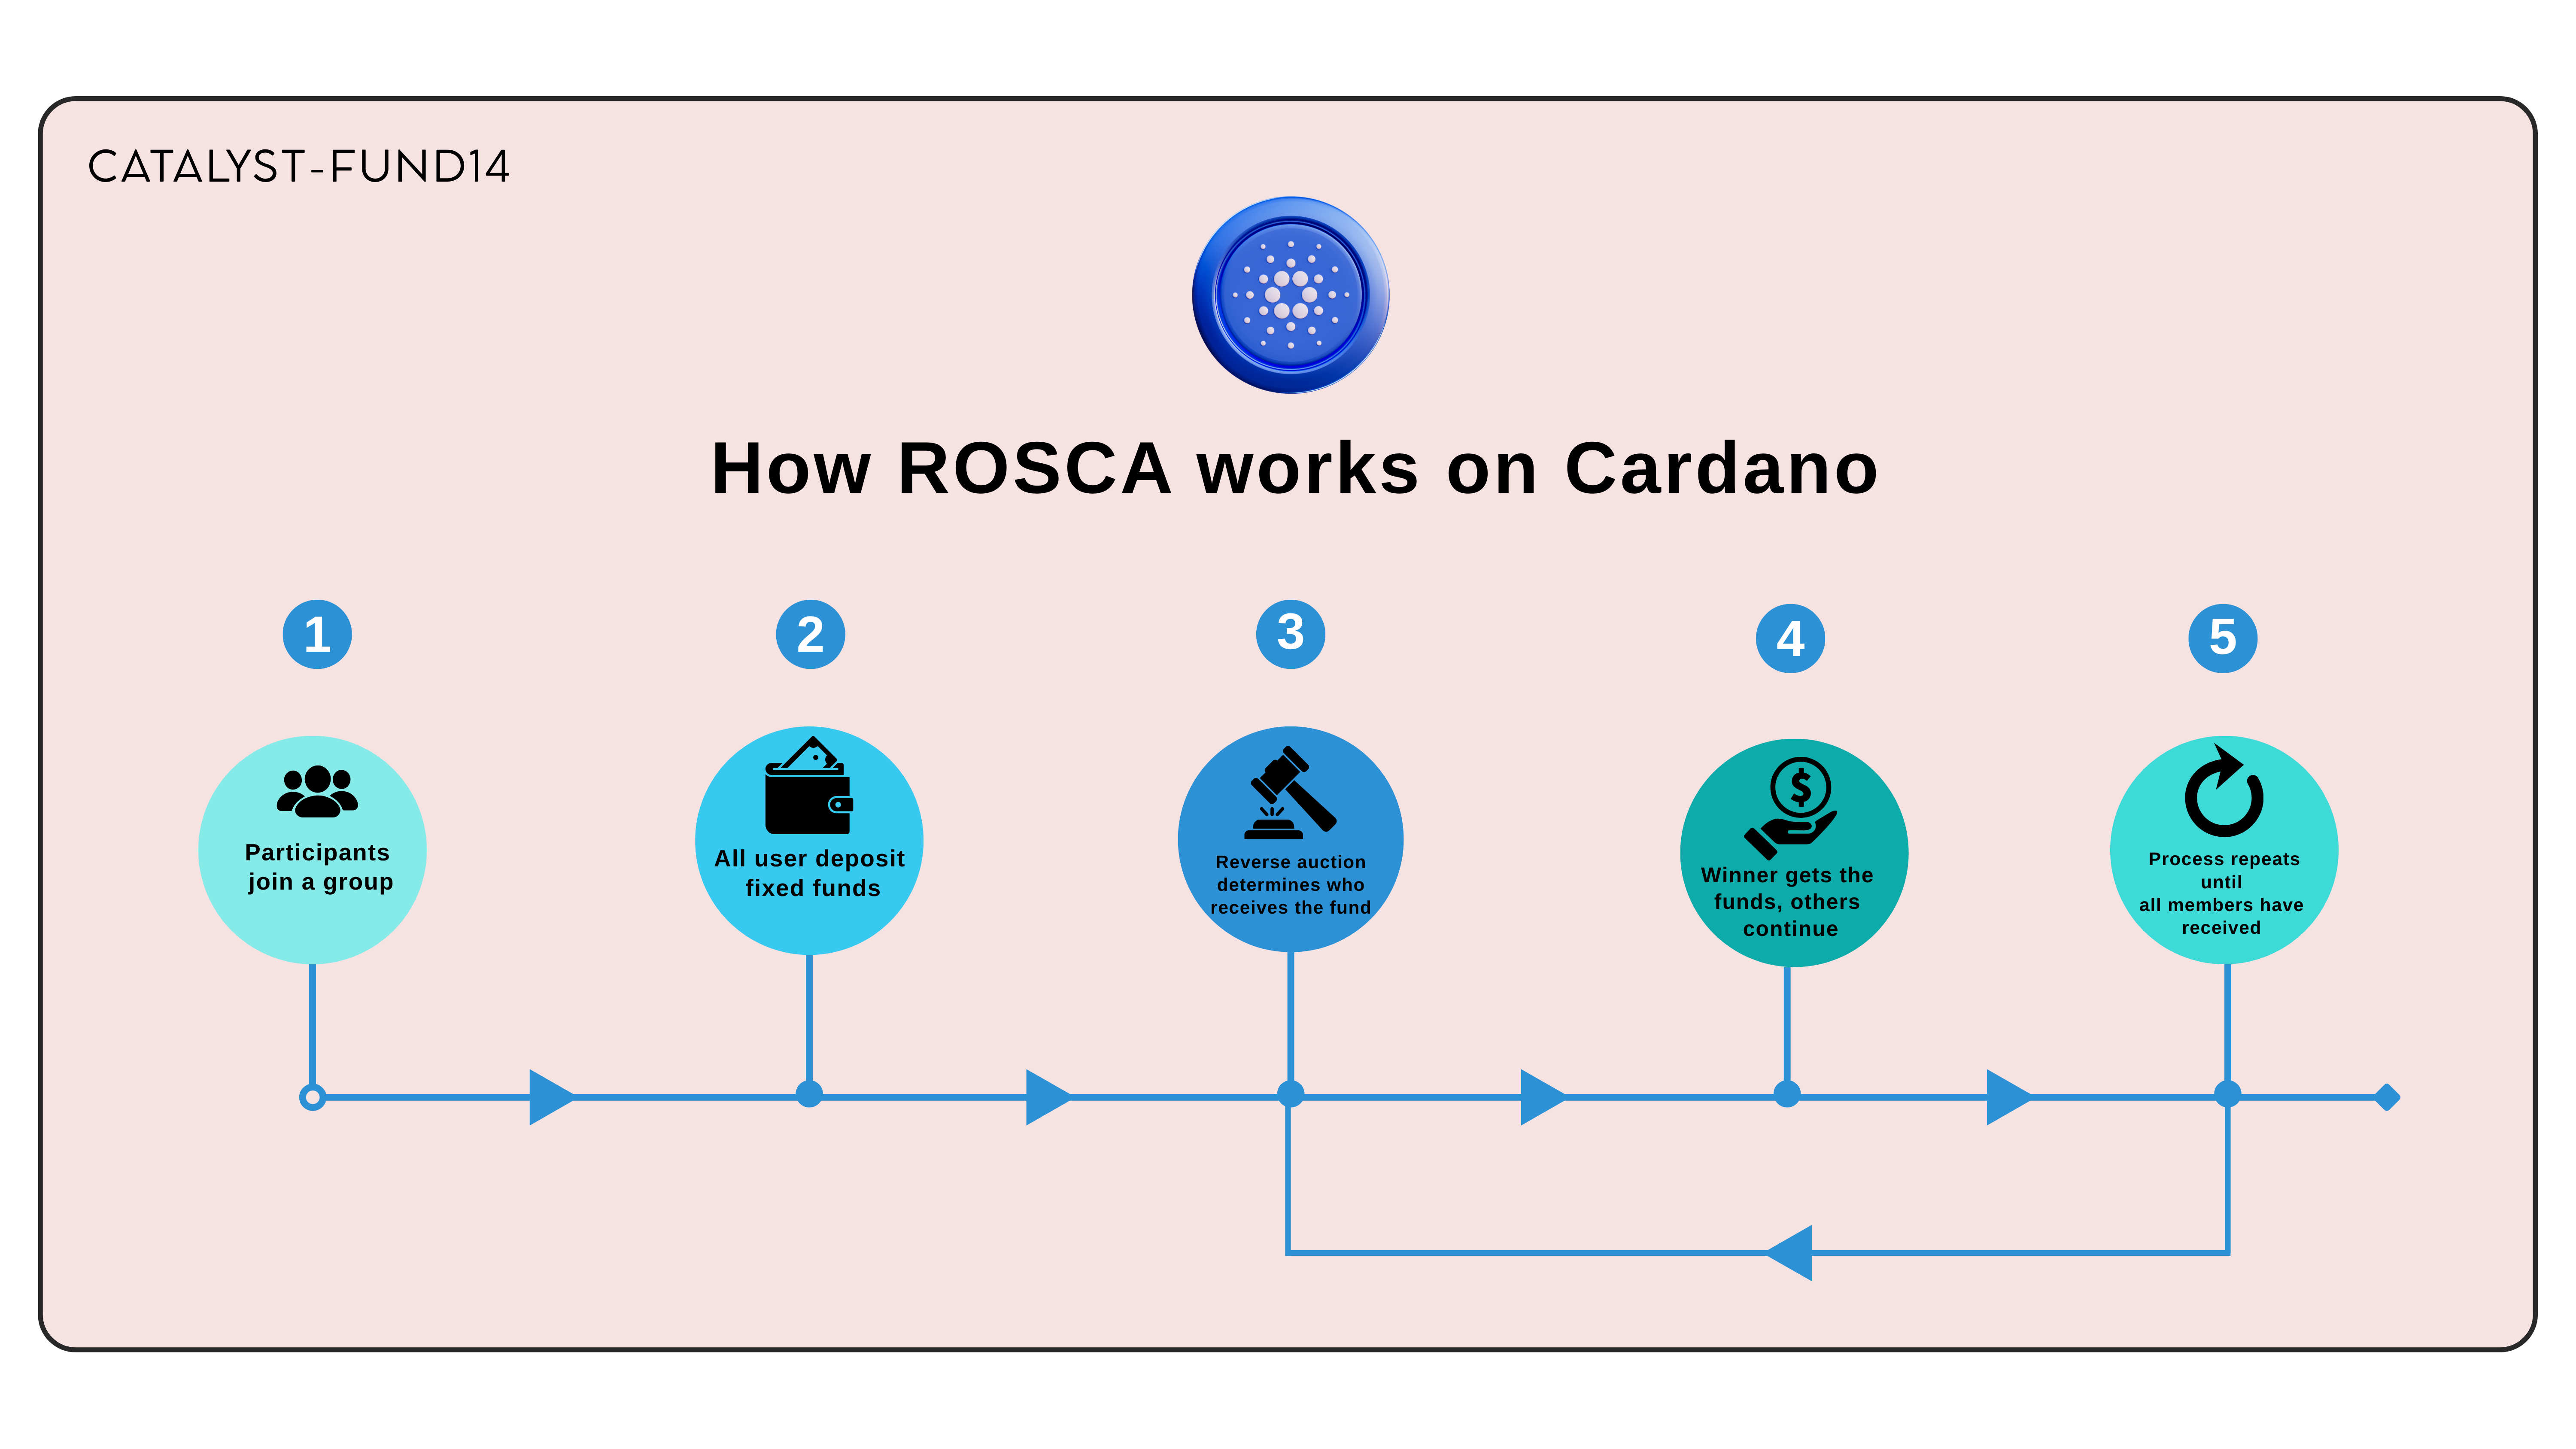 CATALYST-FUND14
How ROSCA works on Cardano
1
2
3
4
5
Participants
join a group
All user deposit
fixed funds
Reverse auction
determines who
receives the fund
Winner gets the
funds, others
continue
Process repeats
until
all members have
received